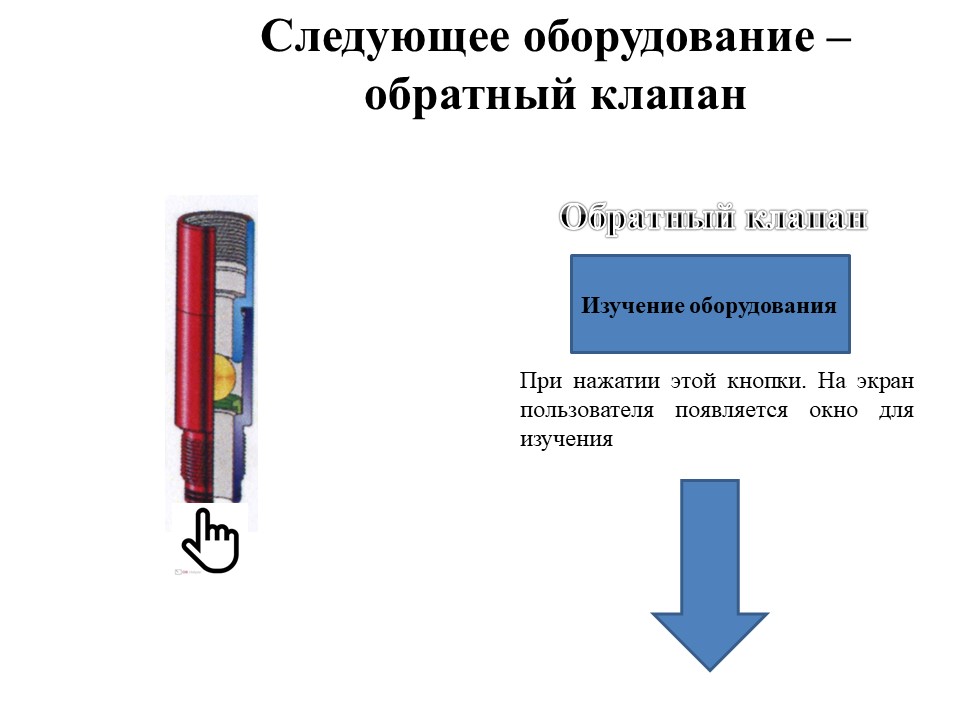 Следующее оборудование –
обратный клапан
Обратный клапан
Изучение оборудования
При нажатии этой кнопки. На экран
пользователя появляется окно для
изучения